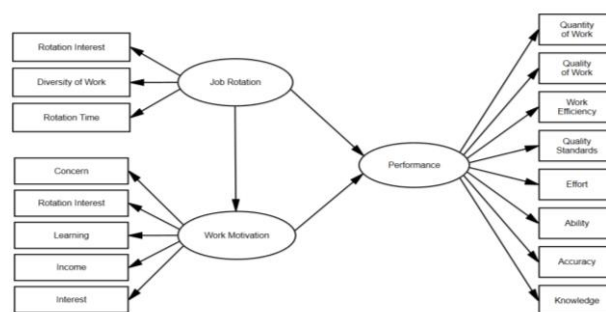 Rotation Interest
Diversity of Work
Rotation Time
Job Rotation
Concern
Rotation Interest
Learning
Income
Interest
Work Motivation
Performance
Quantity
of Work
Quality
of Work
Work
Efficiency
Quality
Standards
Effort
Ability
Accuracy
Knowledge